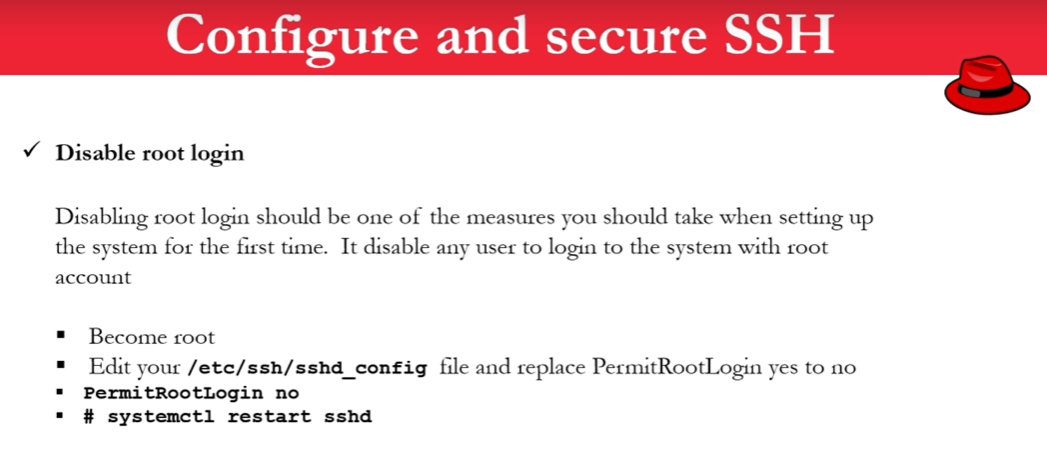 Configure and secure SSH
✓ Disable root login
Disabling root login should be one of the measures you should take when setting up
the system for the first time.  It disable any user to login to the system with root
account
▪ Become root
▪ Edit your /etc/ssh/sshd_config file and replace PermitRootLogin yes to no
▪ PermitRootLogin no
▪ # systemctl restart sshd